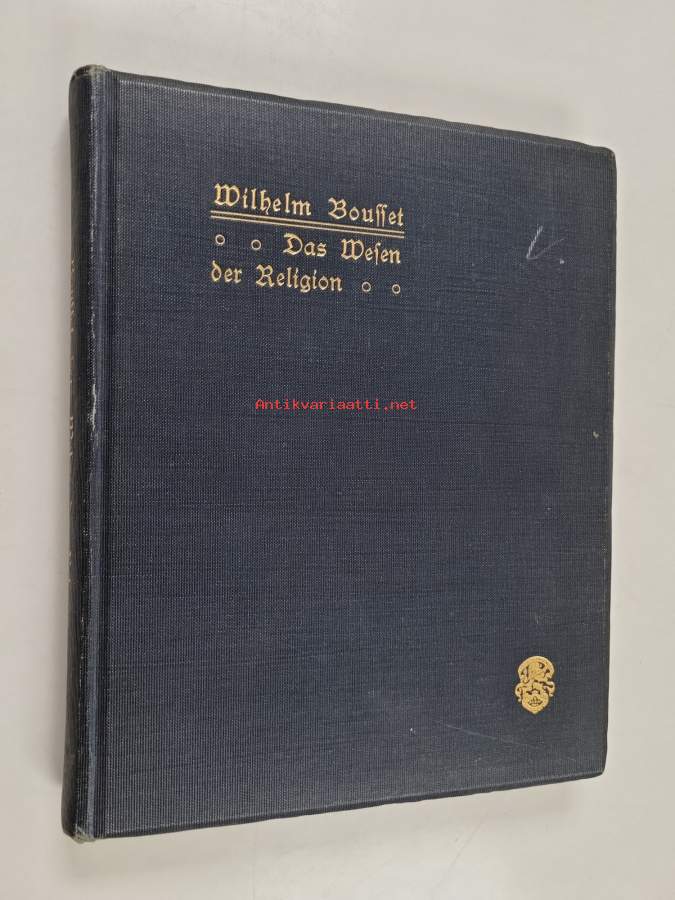 Wilhelm Bouſſet
Das Weſen
der Religion
Antikvariaatti.net